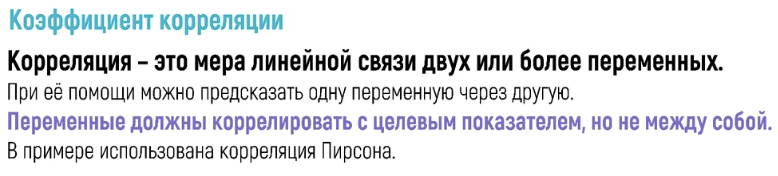 Коэффициент корреляции
Корреляция – это мера линейной связи двух или более переменных.
При её помощи можно предсказать одну переменную через другую.
Переменные должны коррелировать с целевым показателем, но не между собой.
В примере использована корреляция Пирсона.